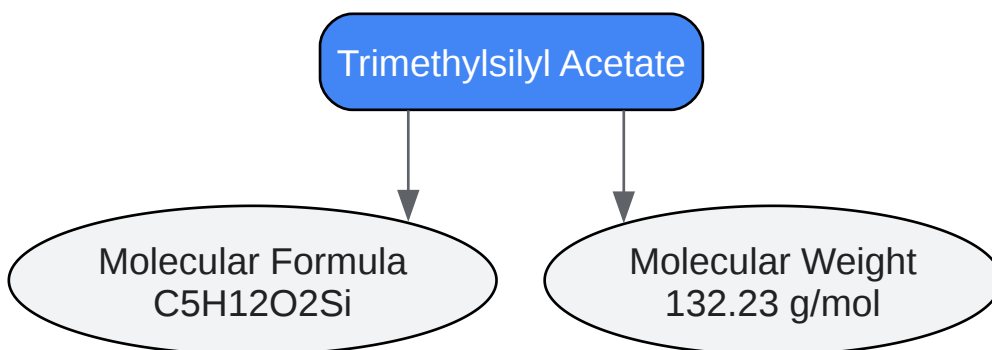 Trimethylsilyl Acetate
Molecular Formula
C5H12O2Si
Molecular Weight
132.23 g/mol